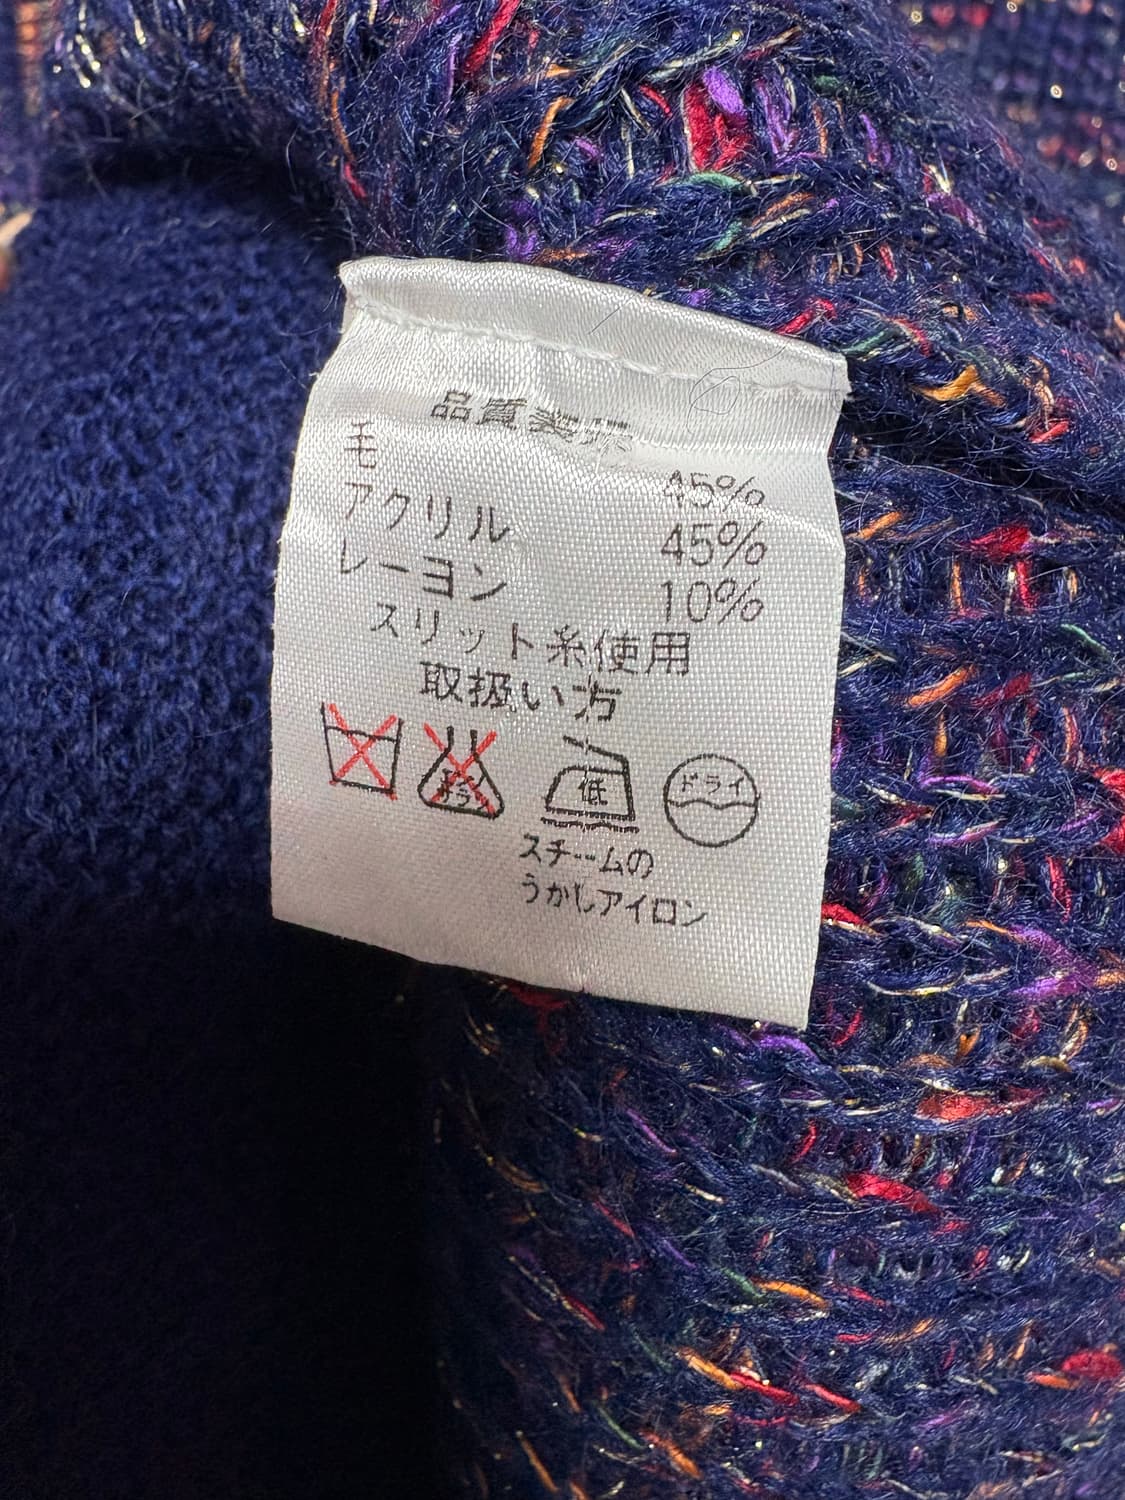 品質表示
毛 45%
アクリル 45%
レーヨン 10%
スリット糸使用
取扱い方
低 ドライ
スチームの
うかしアイロン